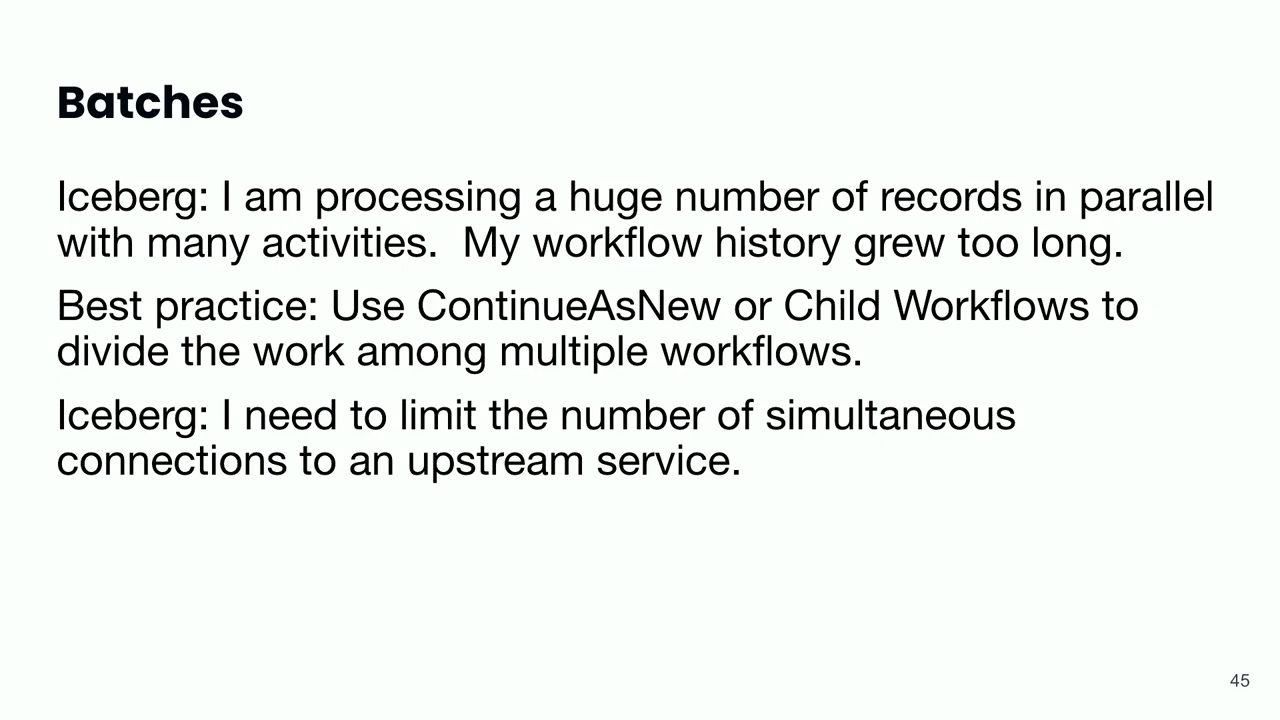 Batches
Iceberg: I am processing a huge number of records in parallel
with many activities.  My workflow history grew too long.
Best practice: Use ContinueAsNew or Child Workflows to
divide the work among multiple workflows.
Iceberg: I need to limit the number of simultaneous
connections to an upstream service.
45